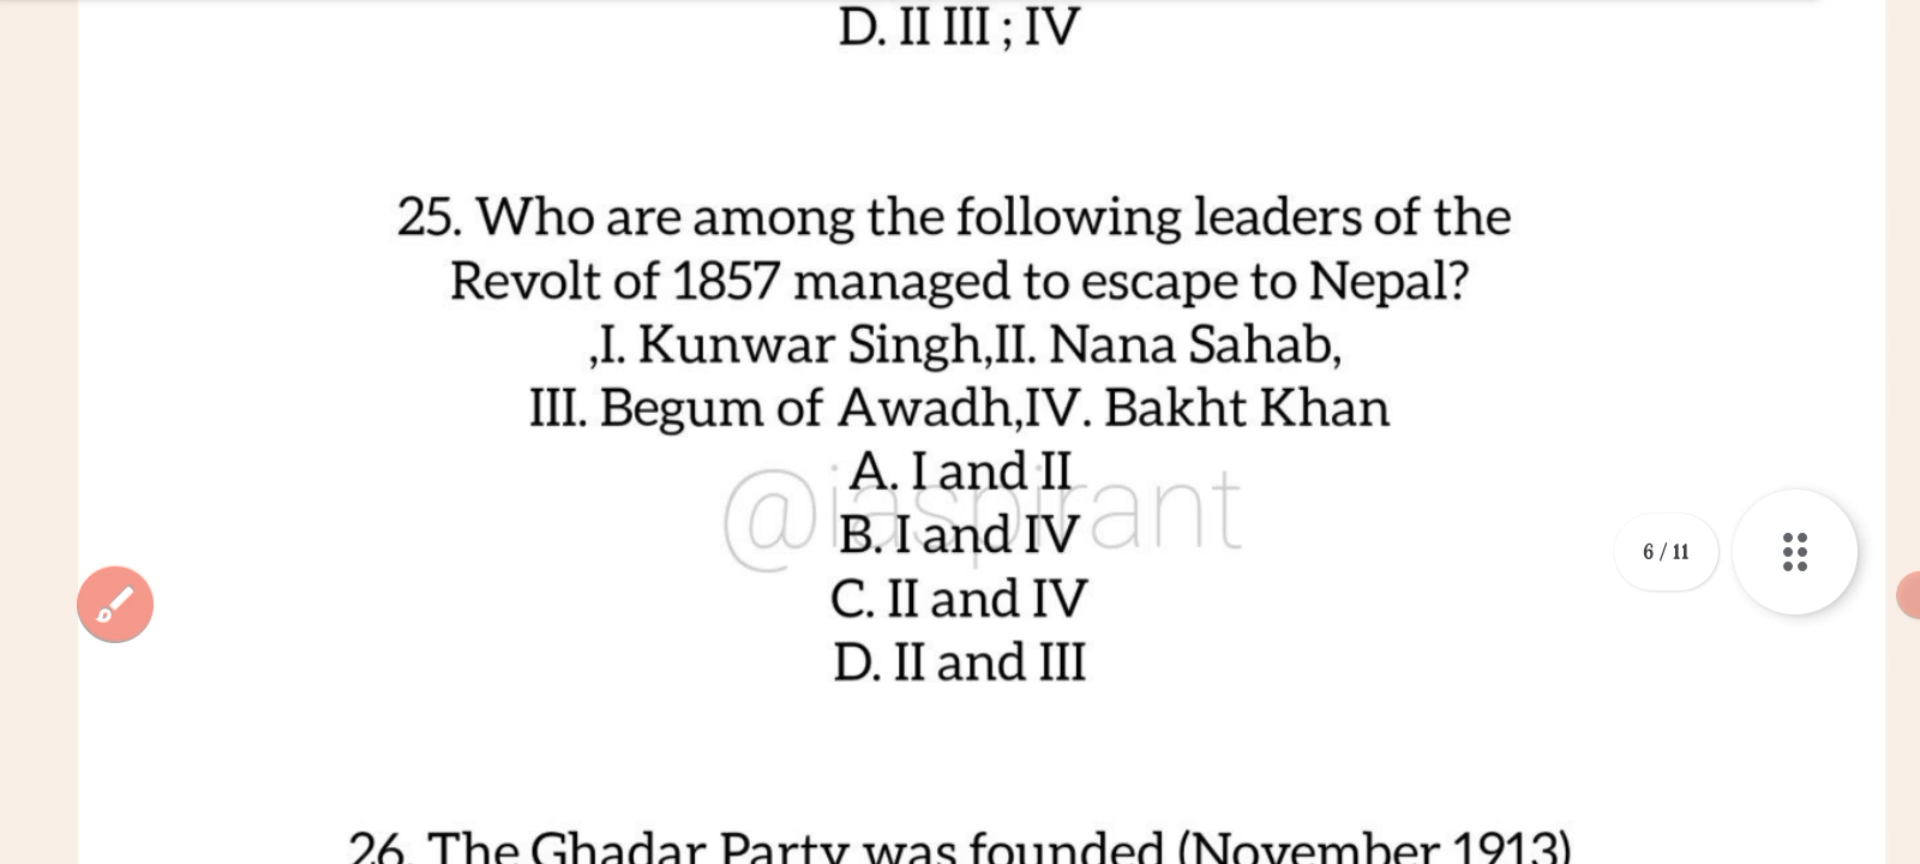 D. II III ; IV
25. Who are among the following leaders of the
Revolt of 1857 managed to escape to Nepal?
,I. Kunwar Singh,II. Nana Sahab,
III. Begum of Awadh,IV. Bakht Khan
A. I and II
B. I and IV
C. II and IV
D. II and III
@iaspirant
6 / 11
26. The Ghadar Party was founded (November 1913)